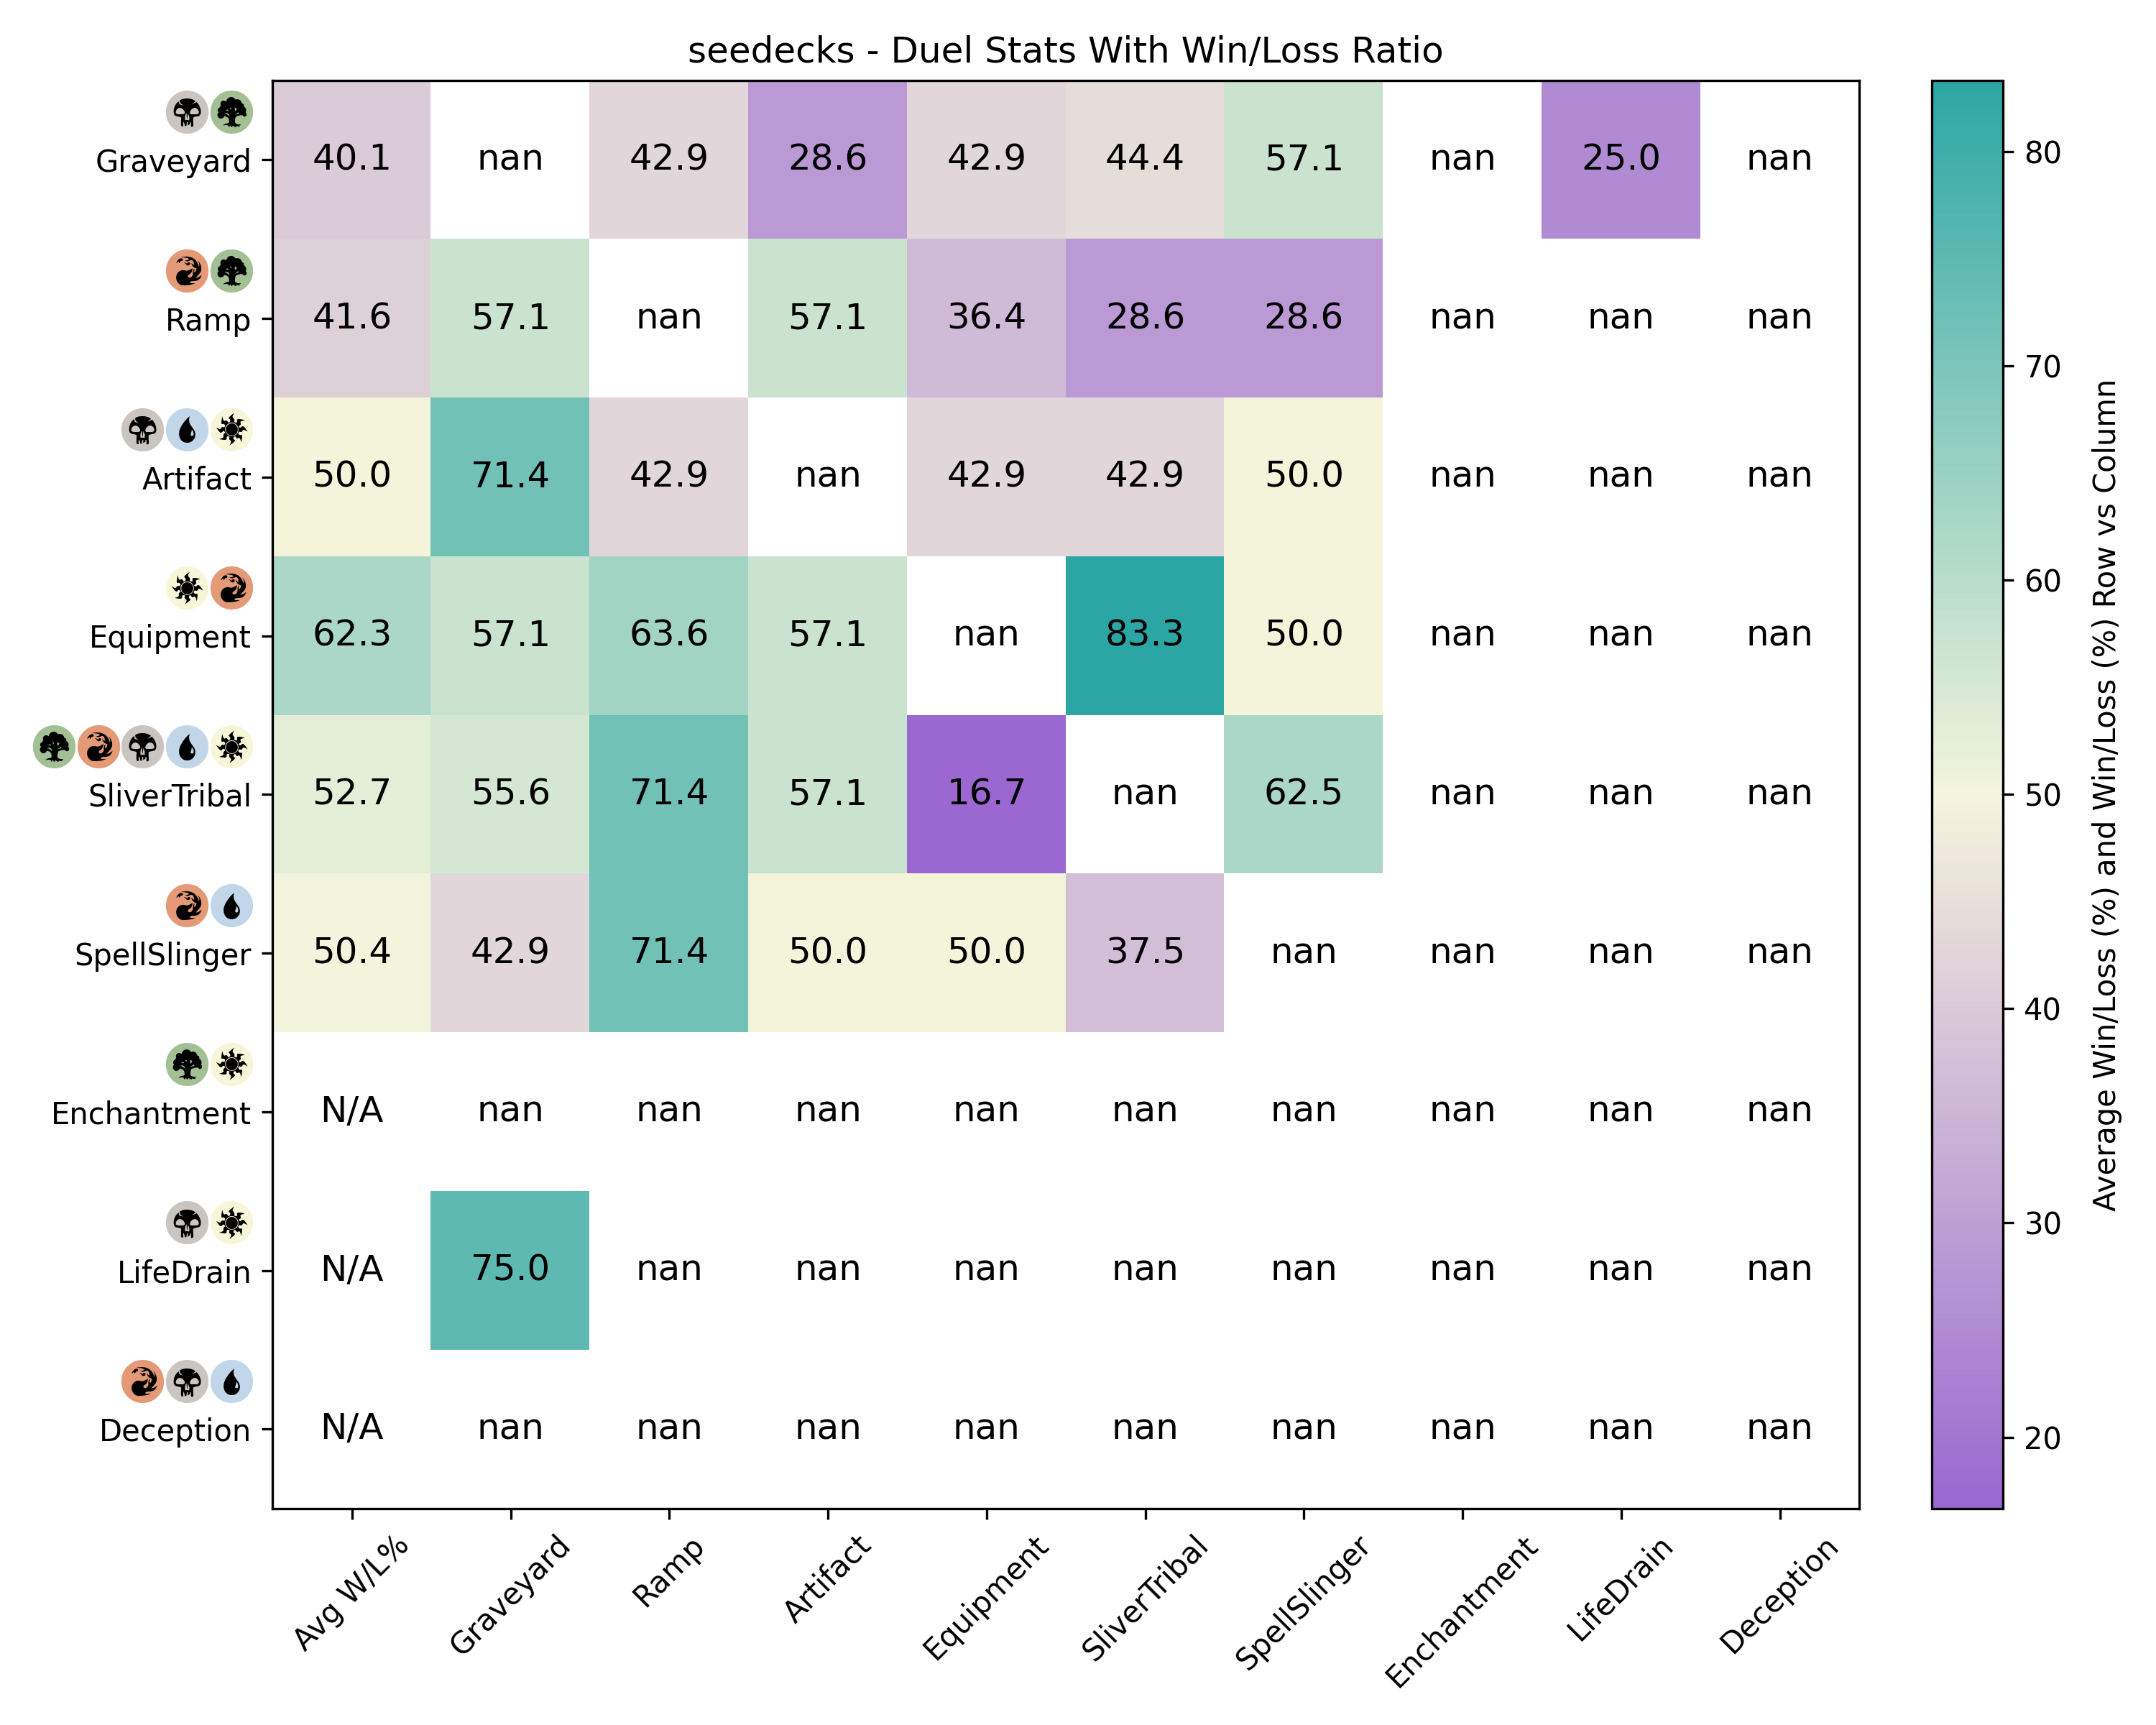 seedecks - Duel Stats With Win/Loss Ratio
Graveyard 40.1 nan 42.9 28.6 42.9 44.4 57.1 nan 25.0 nan
Ramp 41.6 57.1 nan 57.1 36.4 28.6 28.6 nan nan nan
Artifact 50.0 71.4 42.9 nan 42.9 42.9 50.0 nan nan nan
Equipment 62.3 57.1 63.6 57.1 nan 83.3 50.0 nan nan nan
SliverTribal 52.7 55.6 71.4 57.1 16.7 nan 62.5 nan nan nan
SpellSlinger 50.4 42.9 71.4 50.0 50.0 37.5 nan nan nan nan
Enchantment N/A nan nan nan nan nan nan nan nan nan
LifeDrain N/A 75.0 nan nan nan nan nan nan nan nan
Deception N/A nan nan nan nan nan nan nan nan nan
Avg W/L% Graveyard Ramp Artifact Equipment SliverTribal SpellSlinger Enchantment LifeDrain Deception
80
70
60
50
40
30
20
Average Win/Loss (%) and Win/Loss (%) Row vs Column